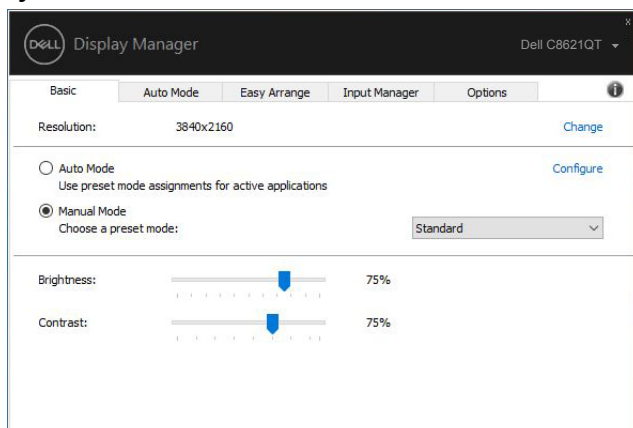 DELL Display Manager
x
Dell C8621QT
Basic Auto Mode Easy Arrange Input Manager Options
Resolution: 3840x2160 Change
Auto Mode Configure
Use preset mode assignments for active applications
Manual Mode
Choose a preset mode: Standard
Brightness: 75%
Contrast: 75%